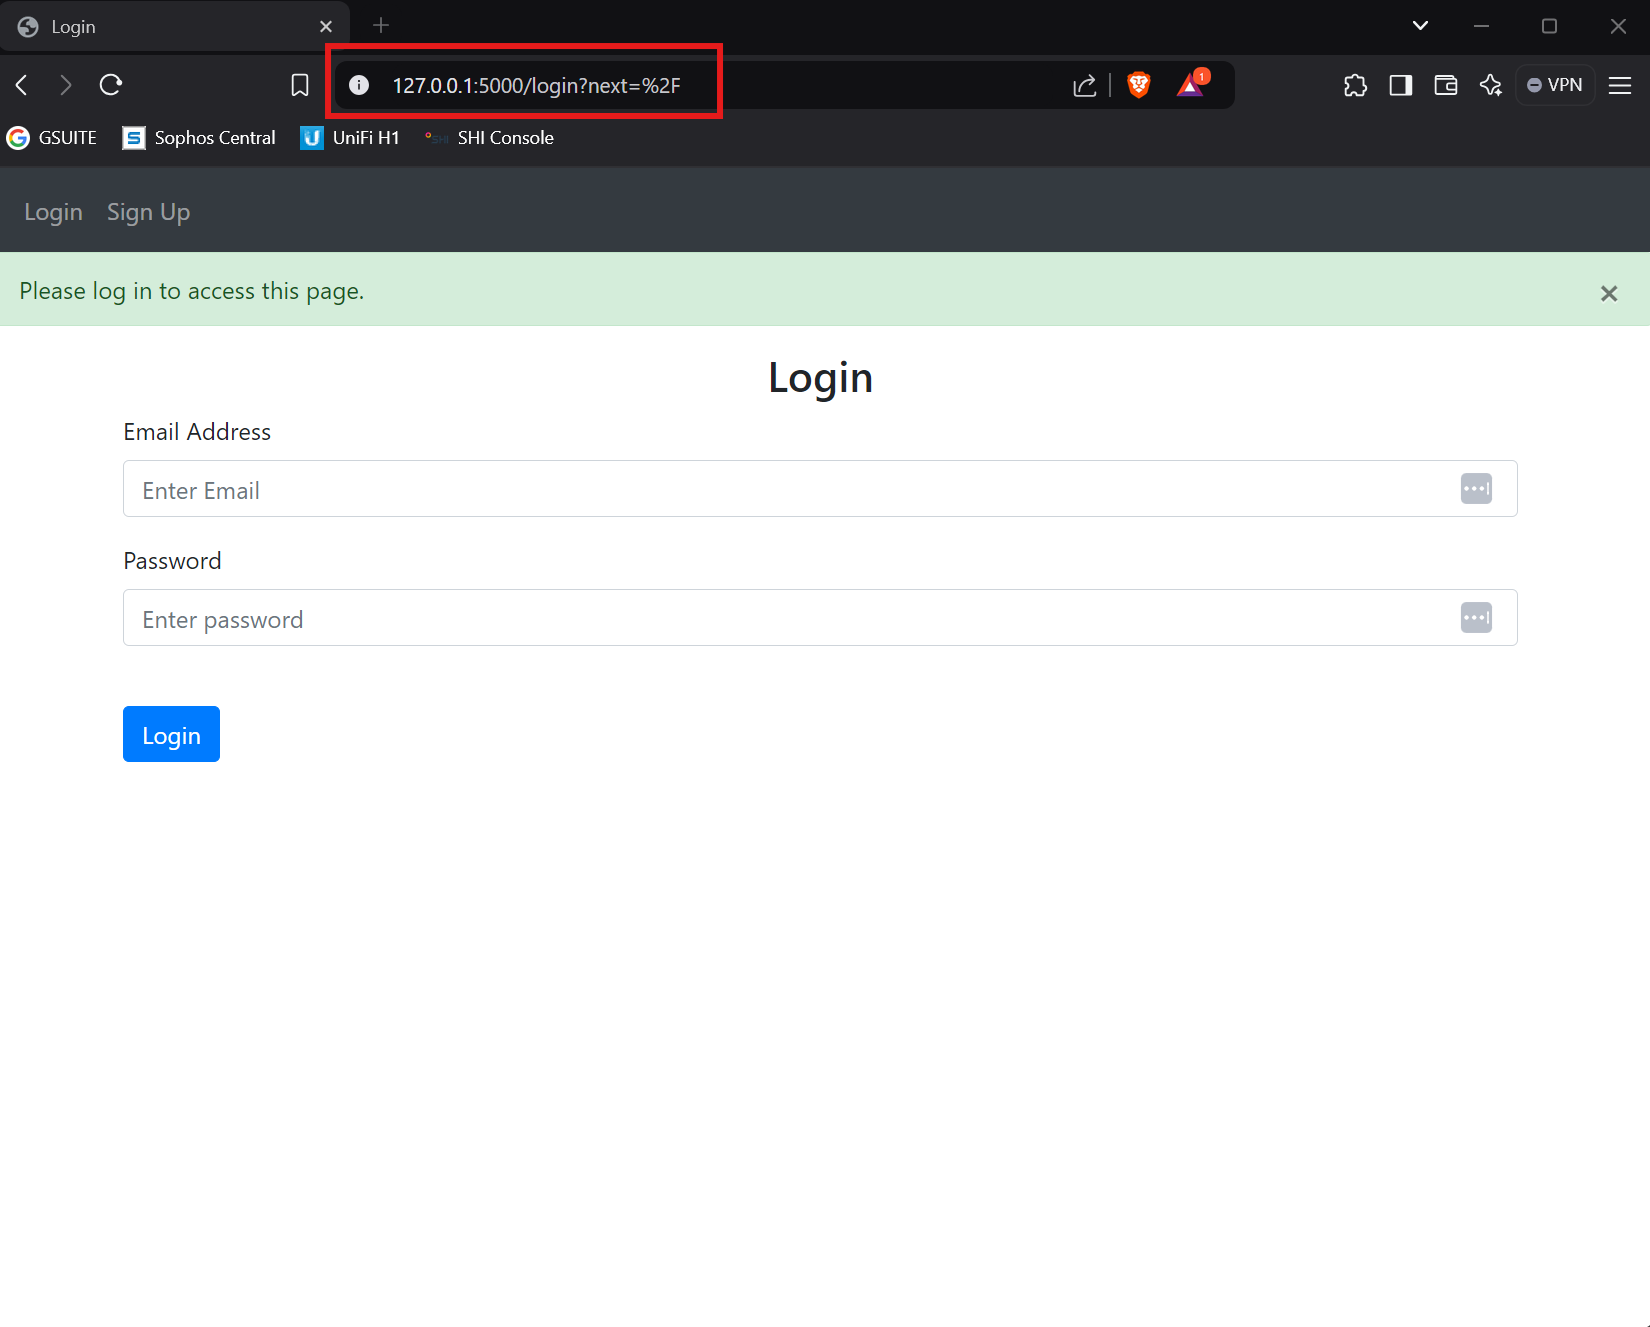 Login
127.0.0.1:5000/login?next=%2F
1
VPN
GSUITE
S Sophos Central
U UniFi H1
SHI SHI Console
Login Sign Up
Please log in to access this page.
Login
Email Address
Enter Email
Password
Enter password
Login